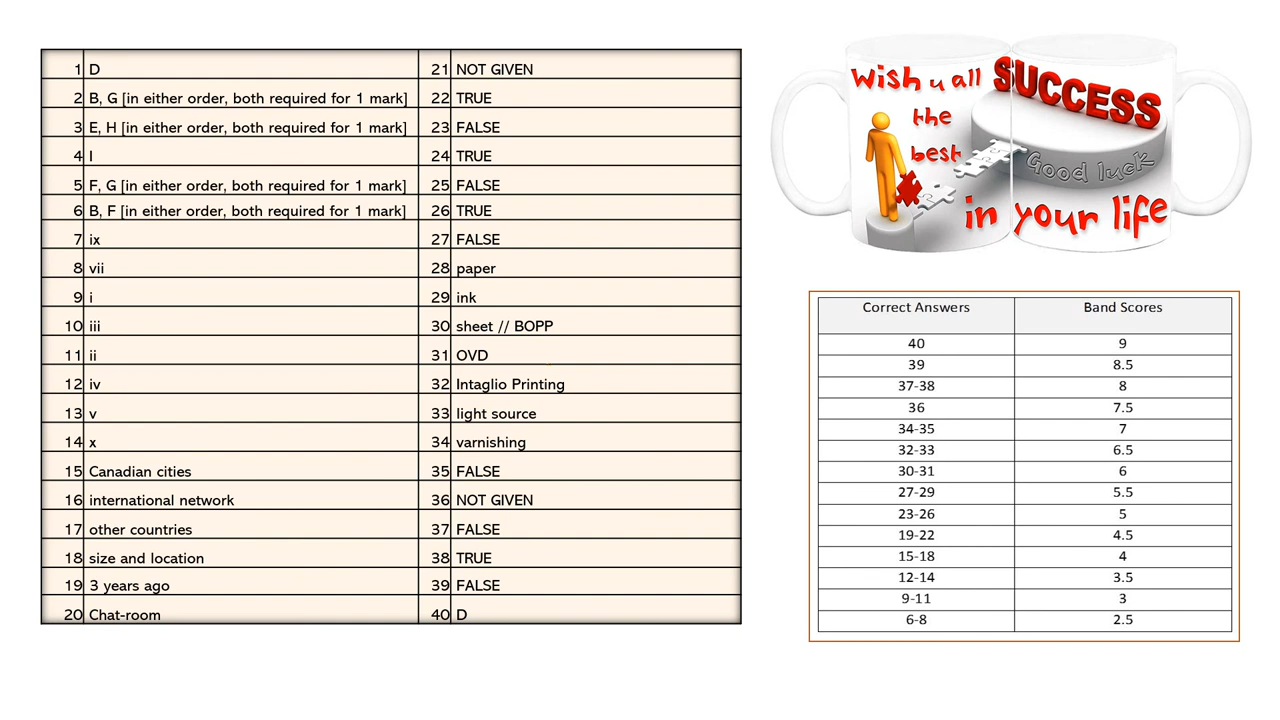 1 D
2 B, G [in either order, both required for 1 mark]
3 E, H [in either order, both required for 1 mark]
4 I
5 F, G [in either order, both required for 1 mark]
6 B, F [in either order, both required for 1 mark]
7 ix
8 vii
9 i
10 iii
11 ii
12 iv
13 v
14 x
15 Canadian cities
16 international network
17 other countries
18 size and location
19 3 years ago
20 Chat-room
21 NOT GIVEN
22 TRUE
23 FALSE
24 TRUE
25 FALSE
26 TRUE
27 FALSE
28 paper
29 ink
30 sheet // BOPP
31 OVD
32 Intaglio Printing
33 light source
34 varnishing
35 FALSE
36 NOT GIVEN
37 FALSE
38 TRUE
39 FALSE
40 D
Wish u all
the
best
in your life
SUCCESS
Good luck
Correct Answers Band Scores
40 9
39 8.5
37-38 8
36 7.5
34-35 7
32-33 6.5
30-31 6
27-29 5.5
23-26 5
19-22 4.5
15-18 4
12-14 3.5
9-11 3
6-8 2.5